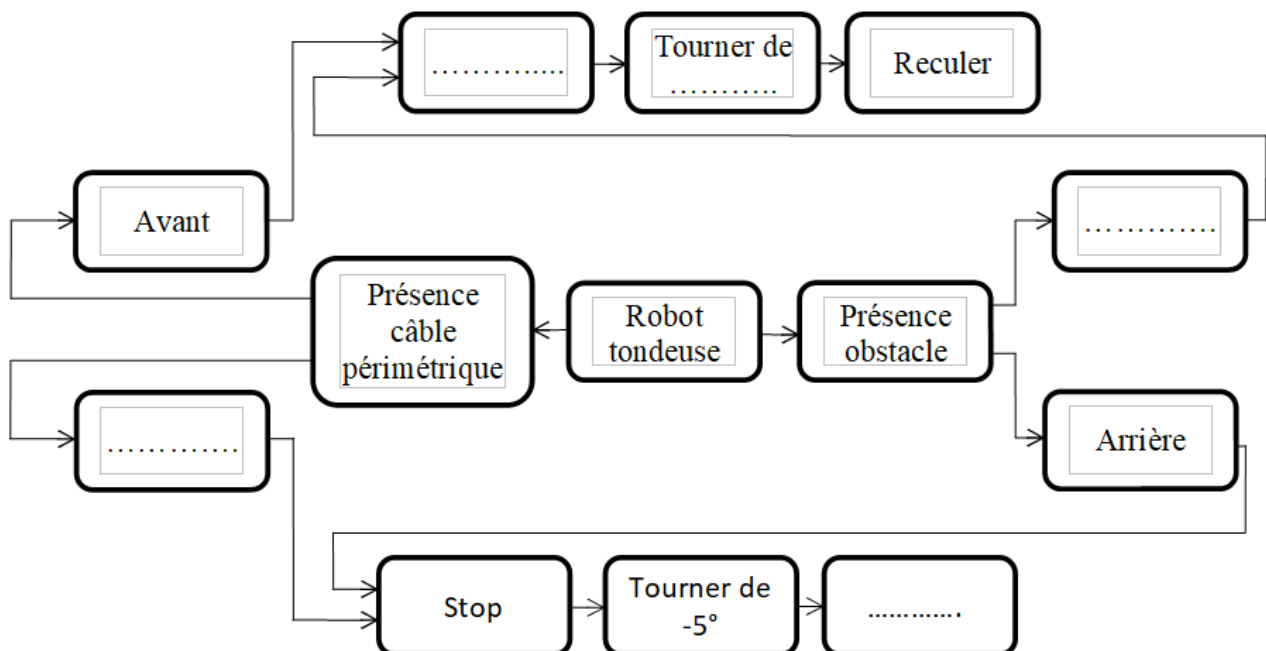 …………....
Tourner de
………..
Reculer
Avant
………….
Présence
câble
périmétrique
Robot
tondeuse
Présence
obstacle
………….
Arrière
Stop
Tourner de
-5°
………….